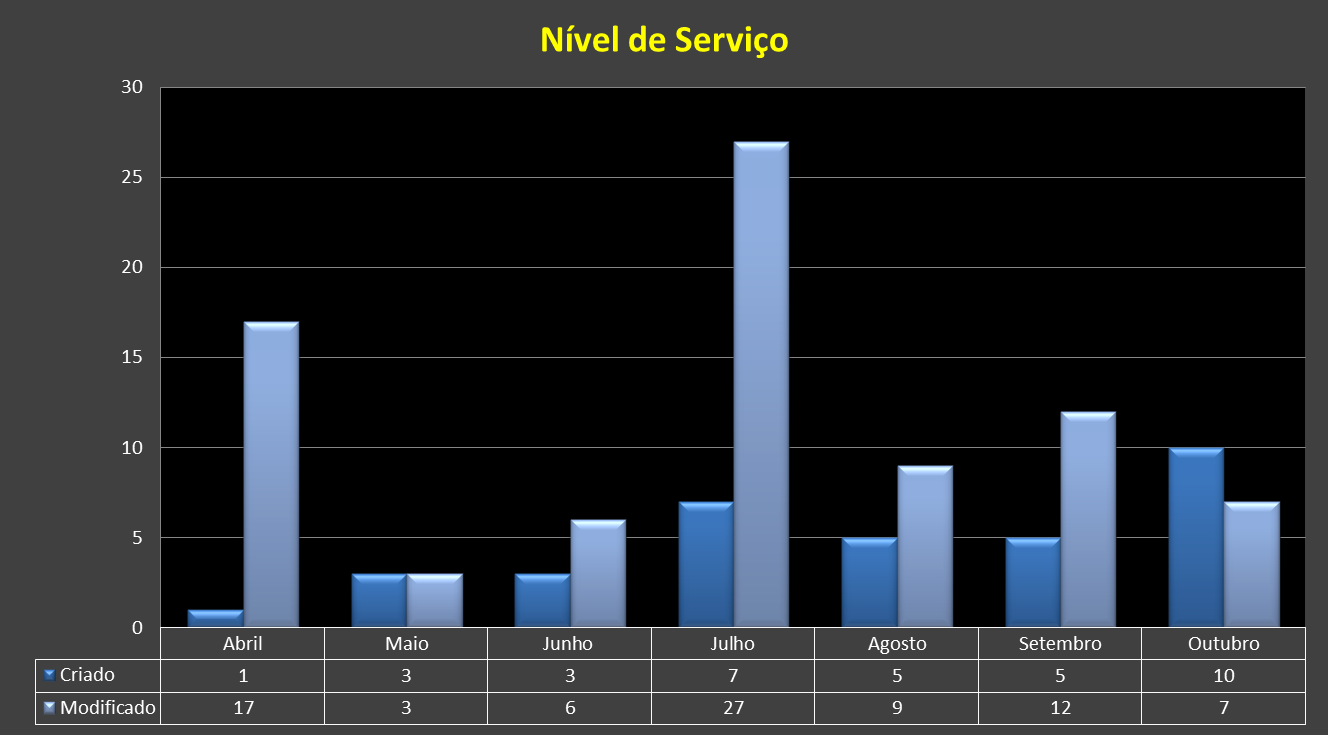 Nível de Serviço
30
25
20
15
10
5
0
Abril Maio Junho Julho Agosto Setembro Outubro
Criado 1 3 3 7 5 5 10
Modificado 17 3 6 27 9 12 7